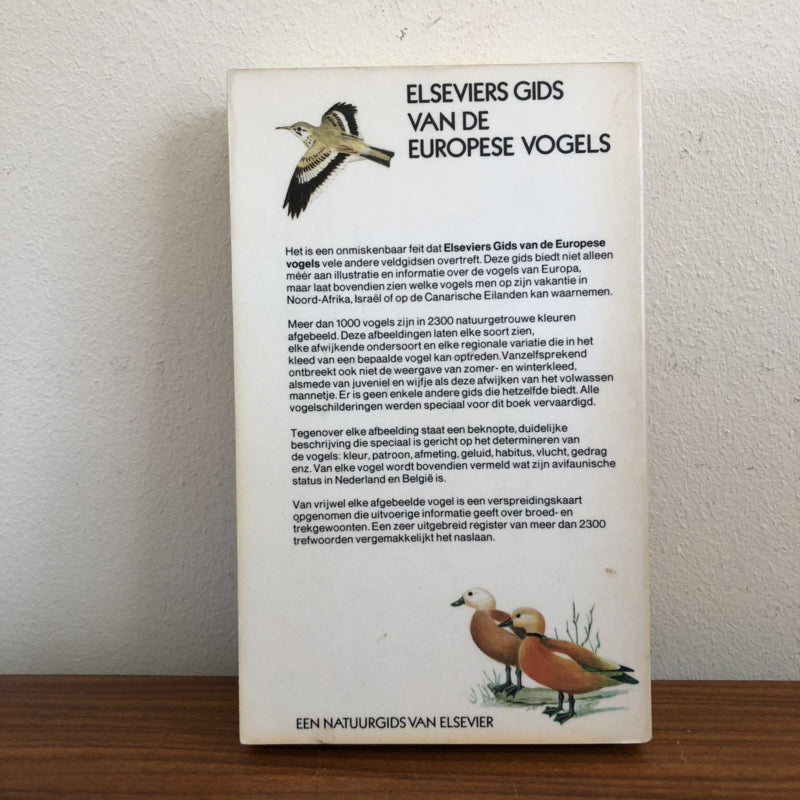 ELSEVIERS GIDS
VAN DE
EUROPESE VOGELS
Het is een onmiskenbaar feit dat Elseviers Gids van de Europese
vogels vele andere veldgidsen overtreft. Deze gids biedt niet alleen
méér aan illustratie en informatie over de vogels van Europa,
maar laat bovendien zien welke vogels men op zijn vakantie in
Noord-Afrika, Israël of op de Canarische Eilanden kan waarnemen.
Meer dan 1000 vogels zijn in 2300 natuurgetrouwe kleuren
afgebeeld. Deze afbeeldingen laten elke soort zien,
elke afwijkende ondersoort en elke regionale variatie die in het
kleed van een bepaalde vogel kan optreden. Vanzelfsprekend
ontbreekt ook niet de weergave van zomer- en winterkleed,
alsmede van juveniel en wijfje als deze afwijken van het volwassen
mannetje. Er is geen enkele andere gids die hetzelfde biedt. Alle
vogelschilderingen werden speciaal voor dit boek vervaardigd.
Tegenover elke afbeelding staat een beknopte, duidelijke
beschrijving die speciaal is gericht op het determineren van
de vogels: kleur, patroon, afmeting, geluid, habitus, vlucht, gedrag
enz. Van elke vogel wordt bovendien vermeld wat zijn avifaunische
status in Nederland en België is.
Van vrijwel elke afgebeelde vogel is een verspreidingskaart
opgenomen die uitvoerige informatie geeft over broed- en
trekgewoonten. Een zeer uitgebreid register van meer dan 2300
trefwoorden vergemakkelijkt het naslaan.
EEN NATUURGIDS VAN ELSEVIER